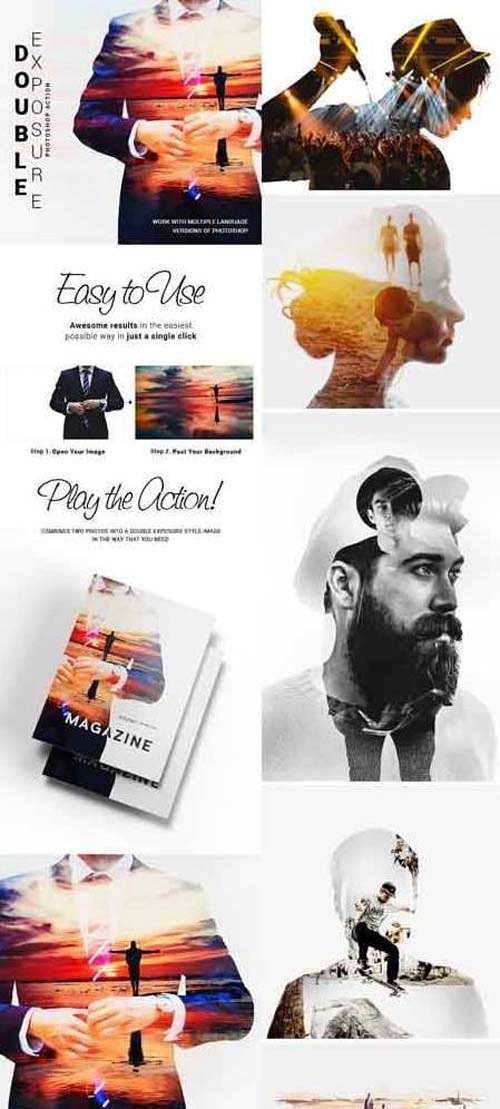 DOUBLE
EXPOSURE
PHOTOSHOP ACTION
WORK WITH MULTIPLE LANGUAGE
VERSIONS OF PHOTOSHOP
Easy to Use
Awesome results in the easiest
possible way in just a single click
+
Step 1. Open Your Image
Step 2. Past Your Background
Play the Action!
COMBINES TWO PHOTOS INTO A DOUBLE EXPOSURE STYLE IMAGE
IN THE WAY THAT YOU NEED
MAGAZINE
MAGAZINE